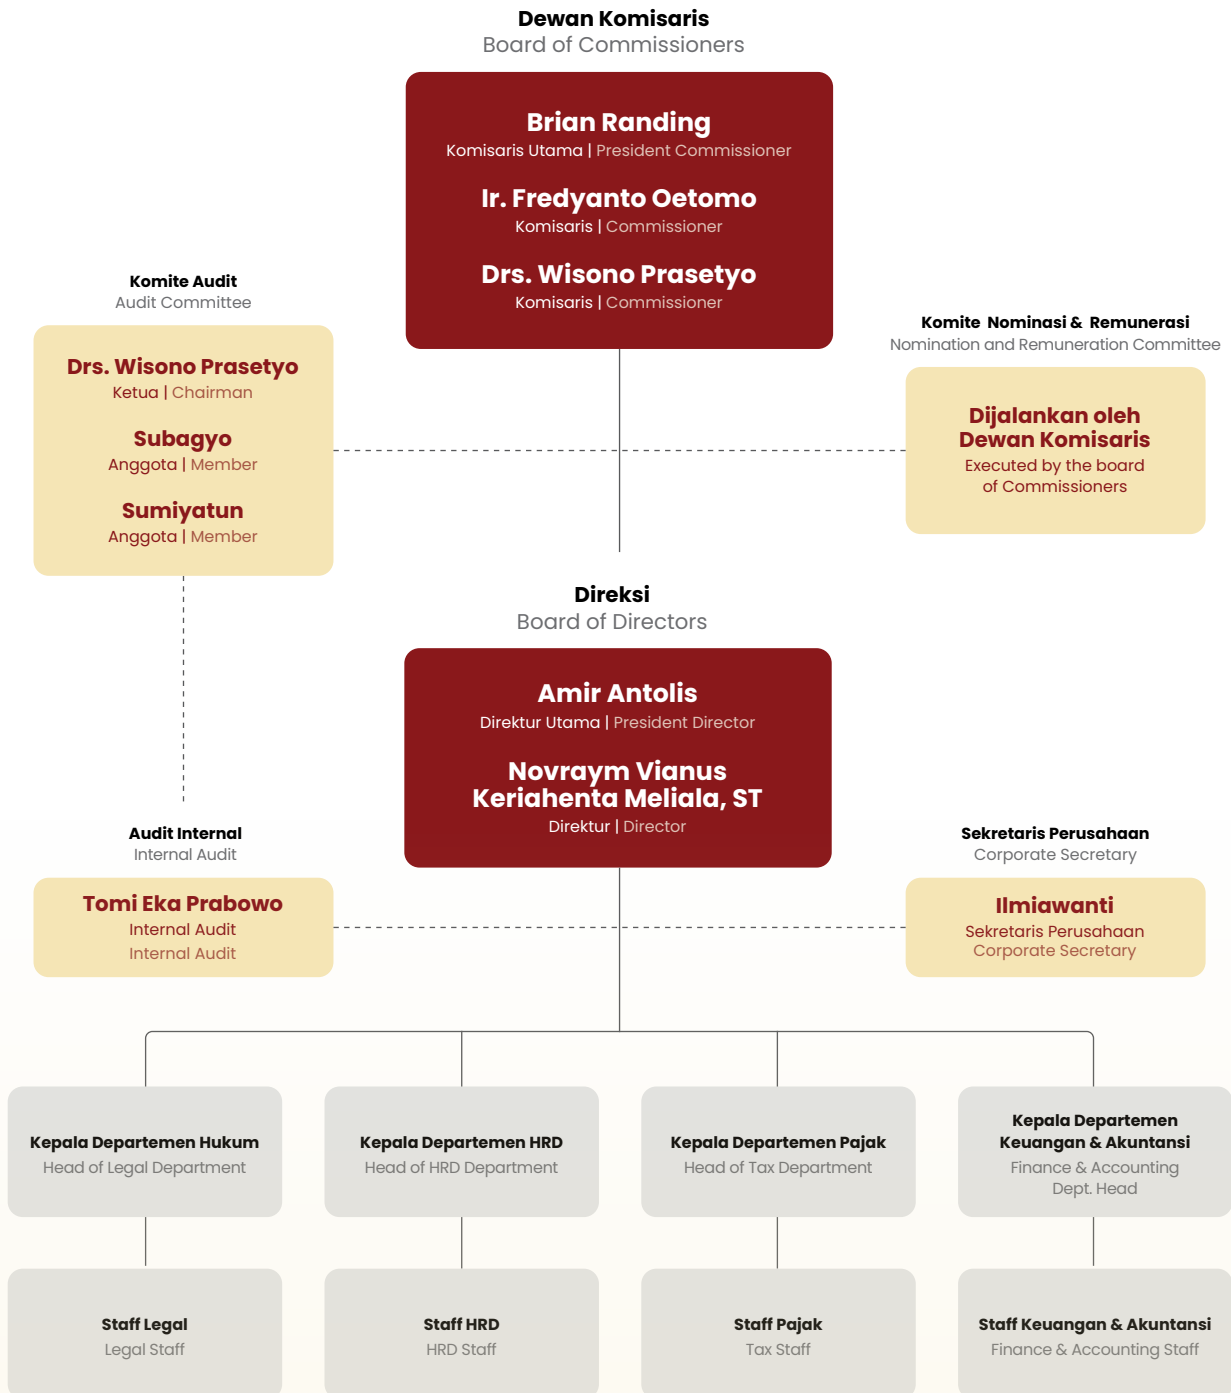 Dewan Komisaris
Board of Commissioners
Brian Randing
Komisaris Utama | President Commissioner
Ir. Fredyanto Oetomo
Komisaris | Commissioner
Drs. Wisono Prasetyo
Komisaris | Commissioner
Komite Audit
Audit Committee
Drs. Wisono Prasetyo
Ketua | Chairman
Subagyo
Anggota | Member
Sumiyatun
Anggota | Member
Komite Nominasi & Remunerasi
Nomination and Remuneration Committee
Dijalankan oleh
Dewan Komisaris
Executed by the board
of Commissioners
Direksi
Board of Directors
Amir Antolis
Direktur Utama | President Director
Novraym Vianus
Keriahenta Meliala, ST
Direktur | Director
Audit Internal
Internal Audit
Tomi Eka Prabowo
Internal Audit
Internal Audit
Sekretaris Perusahaan
Corporate Secretary
Ilmiawanti
Sekretaris Perusahaan
Corporate Secretary
Kepala Departemen Hukum
Head of Legal Department
Kepala Departemen HRD
Head of HRD Department
Kepala Departemen Pajak
Head of Tax Department
Kepala Departemen
Keuangan & Akuntansi
Finance & Accounting
Dept. Head
Staff Legal
Legal Staff
Staff HRD
HRD Staff
Staff Pajak
Tax Staff
Staff Keuangan & Akuntansi
Finance & Accounting Staff